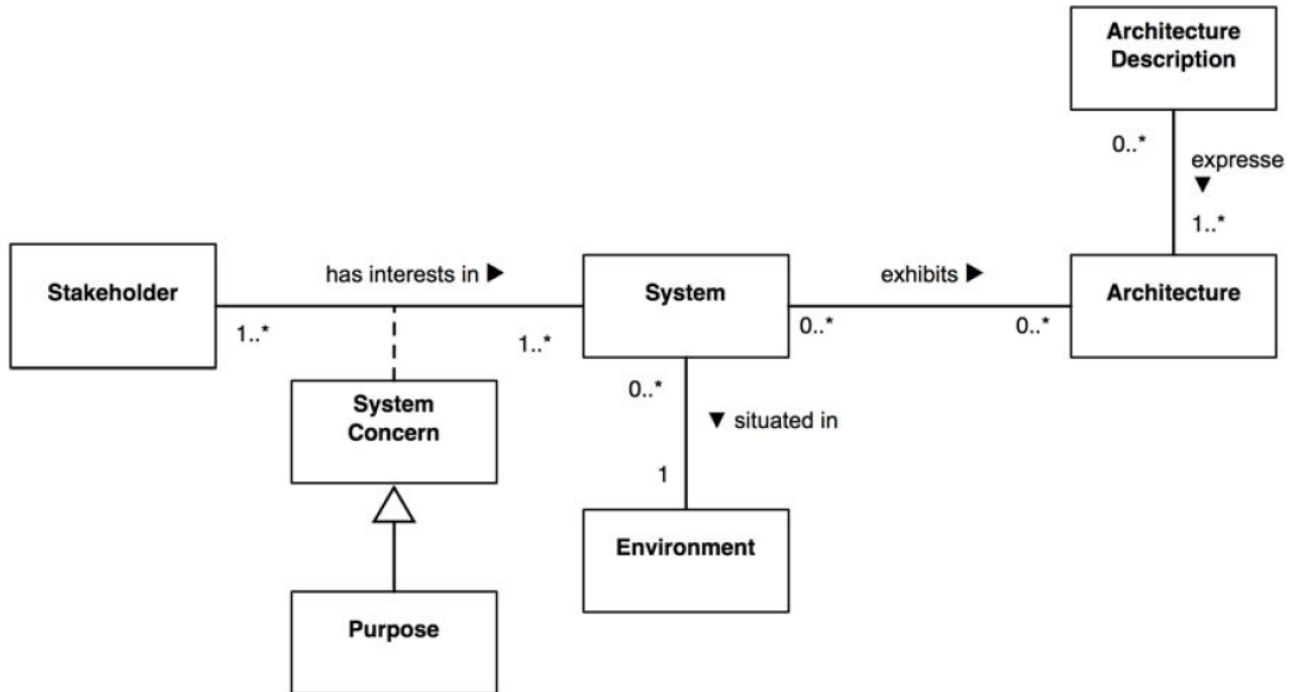 Architecture
Description
0..*
expresse
▼
1..*
Stakeholder
has interests in ▶
System
exhibits ▶
Architecture
1..*
1..*
0..*
0..*
System
Concern
0..*
▼ situated in
1
Environment
Purpose